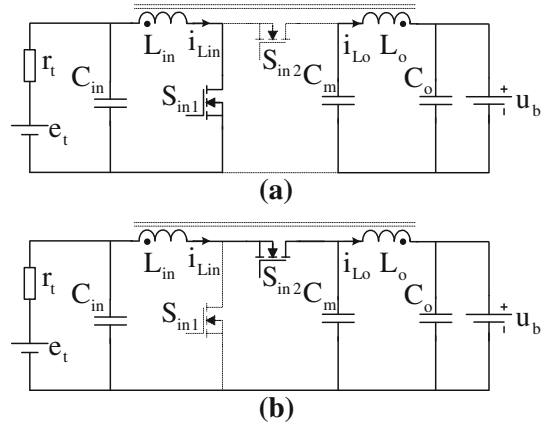 L_in i_Lin S_in2 C_m i_Lo L_o
r_t C_in S_in1 C_o u_b
e_t
+
(a)
L_in i_Lin S_in2 C_m i_Lo L_o
r_t C_in S_in1 C_o u_b
e_t
+
(b)